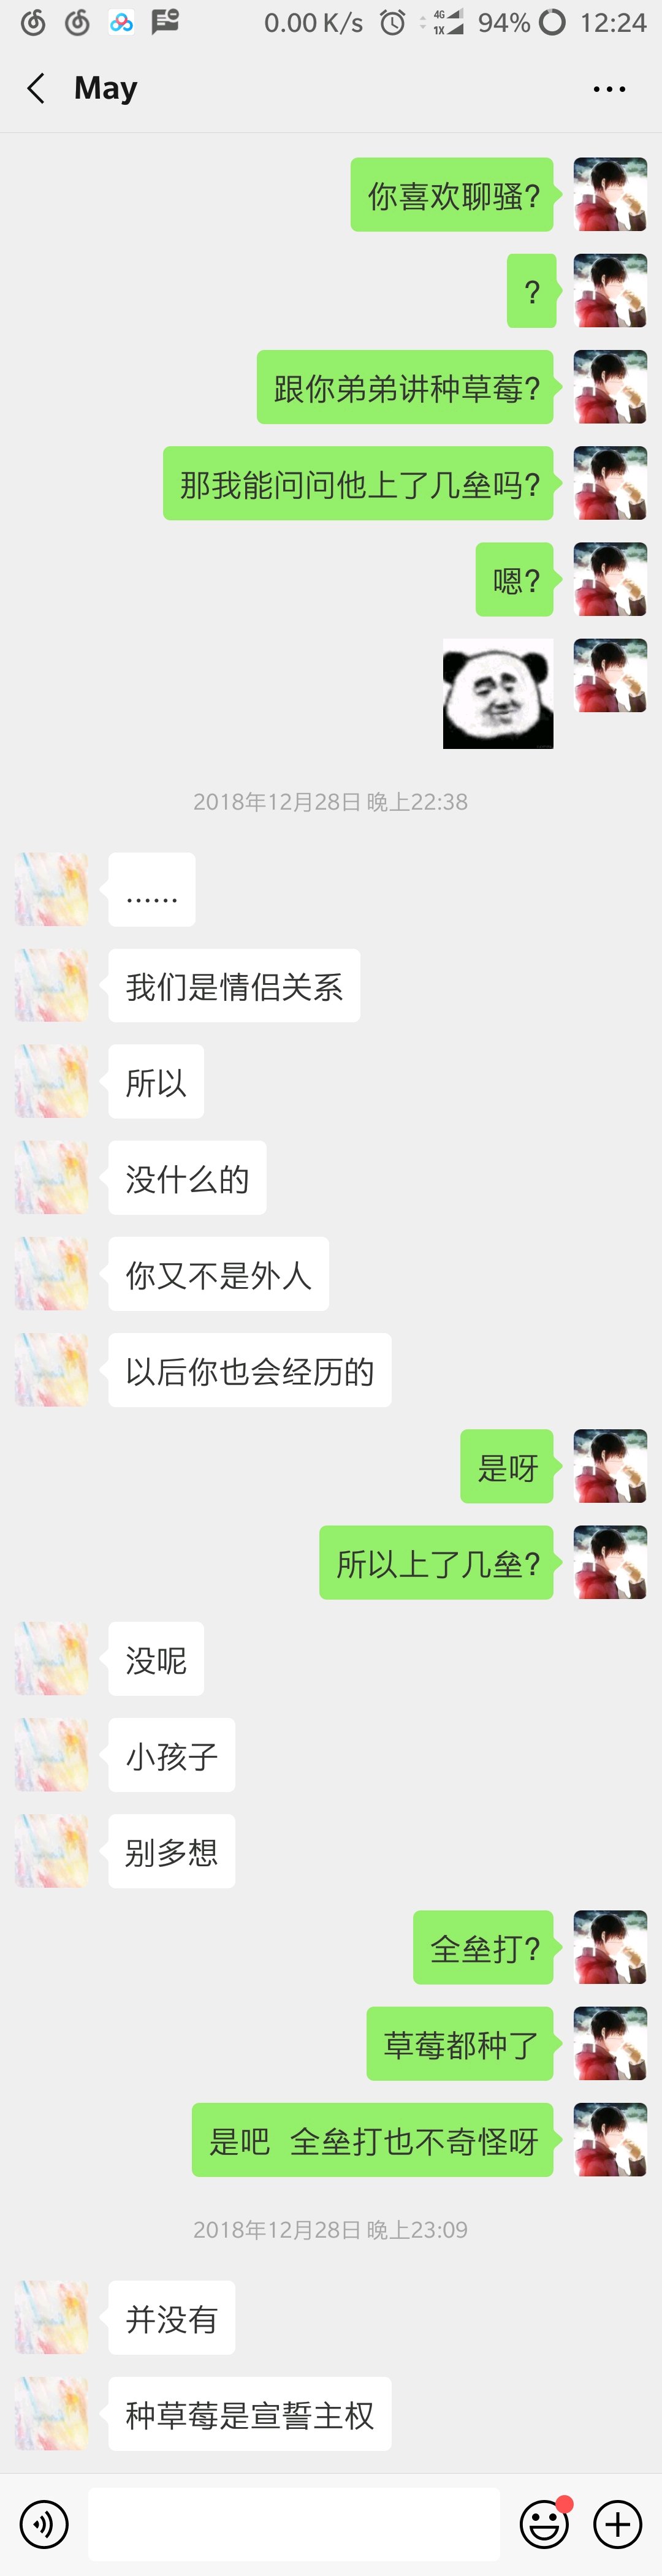 0.00 K/s 4G 1X 94% 12:24
May
你喜欢聊骚?
?
跟你弟弟讲种草莓?
那我能问问他上了几垒吗?
嗯?
2018年12月28日 晚上22:38
......
我们是情侣关系
所以
没什么的
你又不是外人
以后你也会经历的
是呀
所以上了几垒?
没呢
小孩子
别多想
全垒打?
草莓都种了
是吧 全垒打也不奇怪呀
2018年12月28日 晚上23:09
并没有
种草莓是宣誓主权